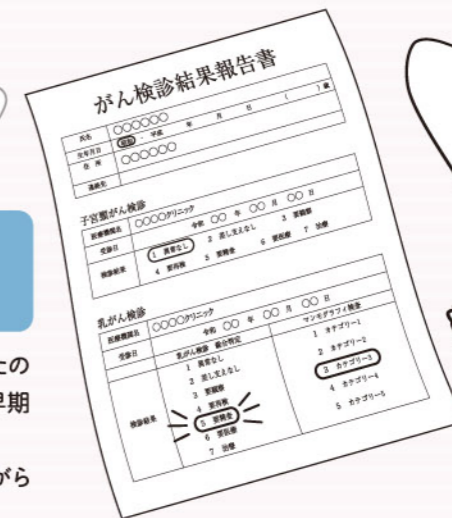 がん検診結果報告書
氏名 ○○○○○○
生年月日 昭和 ・ 平成 年 月 日 ( )歳
住所 ○○○○○○
連絡先
子宮頸がん検診
医療機関名 ○○○○クリニック
受診日 令和 ○○ 年 ○○ 月 ○○ 日
検診結果 1 異常なし 2 差し支えなし 3 要観察
4 要再検 5 要精査 6 要医療 7 治療
乳がん検診
医療機関名 ○○○○クリニック
受診日 令和 ○○ 年 ○○ 月 ○○ 日
乳がん検診 総合判定 マンモグラフィ検査
検診結果
1 異常なし 1 カテゴリー1
2 差し支えなし 2 カテゴリー2
3 要観察 3 カテゴリー3
4 要再検 4 カテゴリー4
5 要精査 5 カテゴリー5
6 要医療
7 治療
早期
がら